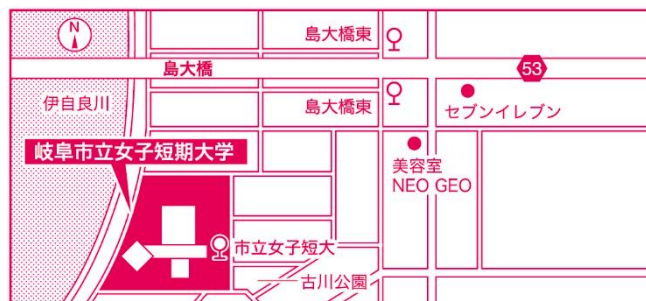 N
島大橋東
島大橋
53
伊自良川
島大橋東
セブンイレブン
岐阜市立女子短期大学
美容室
NEO GEO
市立女子短大
古川公園